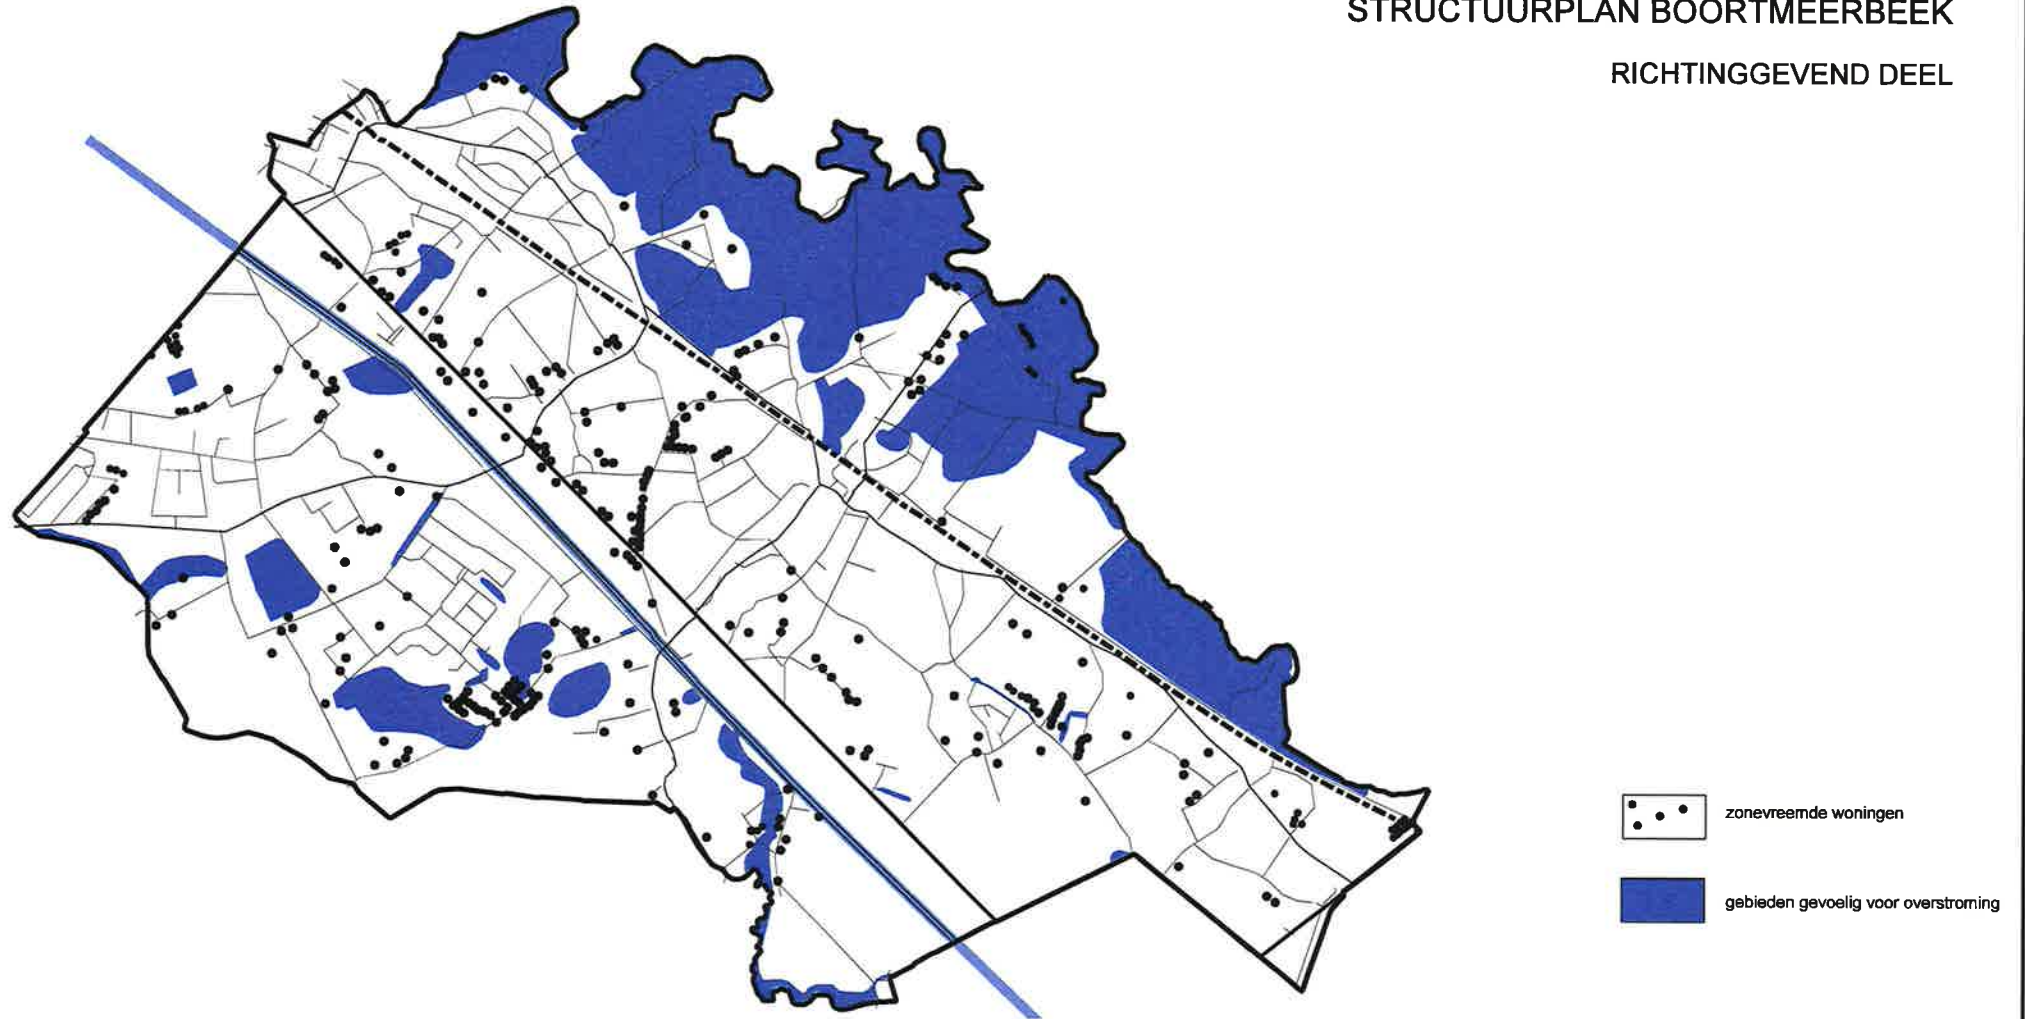 STRUCTUURPLAN BOORTMEERBEEK
RICHTINGGEVEND DEEL
zonevreemde woningen
gebieden gevoelig voor overstroming